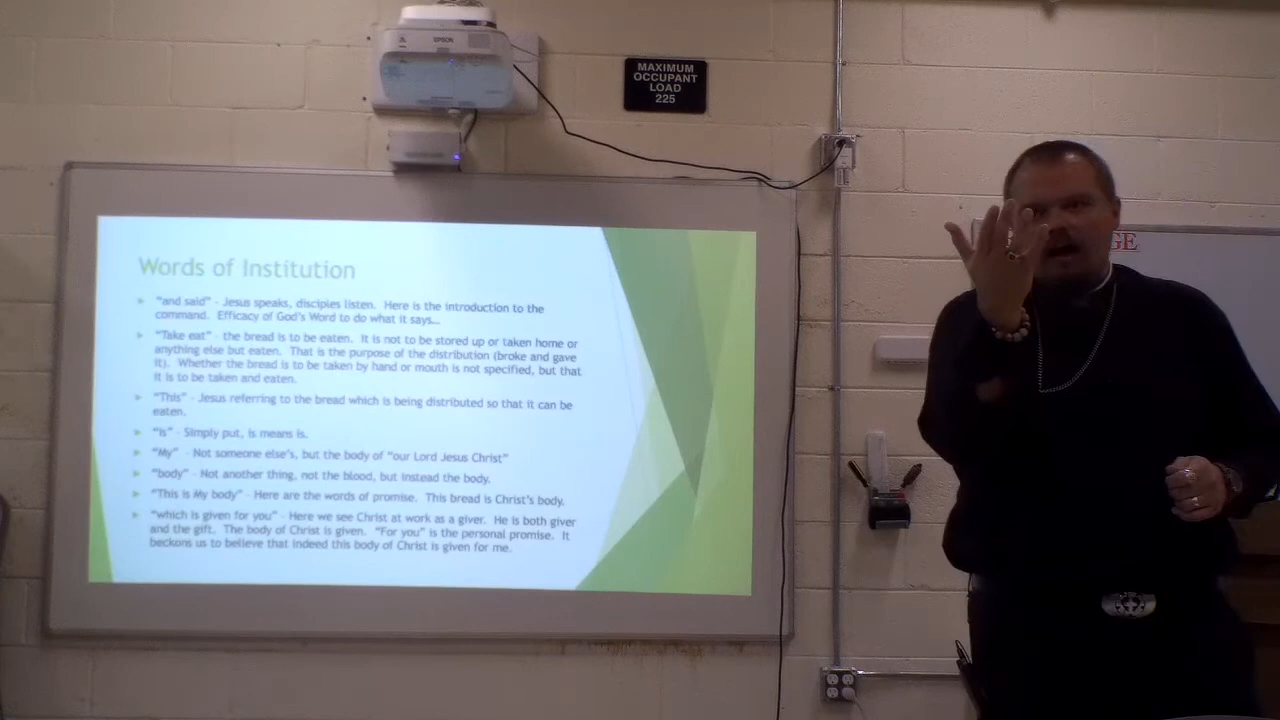 EPSON
MAXIMUM
OCCUPANT
LOAD
225
GE
Words of Institution
"and said" - Jesus speaks, disciples listen. Here is the introduction to the
command. Efficacy of God's Word to do what it says...
"Take eat" - the bread is to be eaten. It is not to be stored up or taken home or
anything else but eaten. That is the purpose of the distribution (broke and gave
it). Whether the bread is to be taken by hand or mouth is not specified, but that
it is to be taken and eaten.
"This" - Jesus referring to the bread which is being distributed so that it can be
eaten.
"is" - Simply put, is means is.
"My" - Not someone else's, but the body of "our Lord Jesus Christ"
"body" - Not another thing, not the blood, but instead the body.
"This is My body" - Here are the words of promise. This bread is Christ's body.
"which is given for you" - Here we see Christ at work as a giver. He is both giver
and the gift. The body of Christ is given. "For you" is the personal promise. It
beckons us to believe that indeed this body of Christ is given for me.